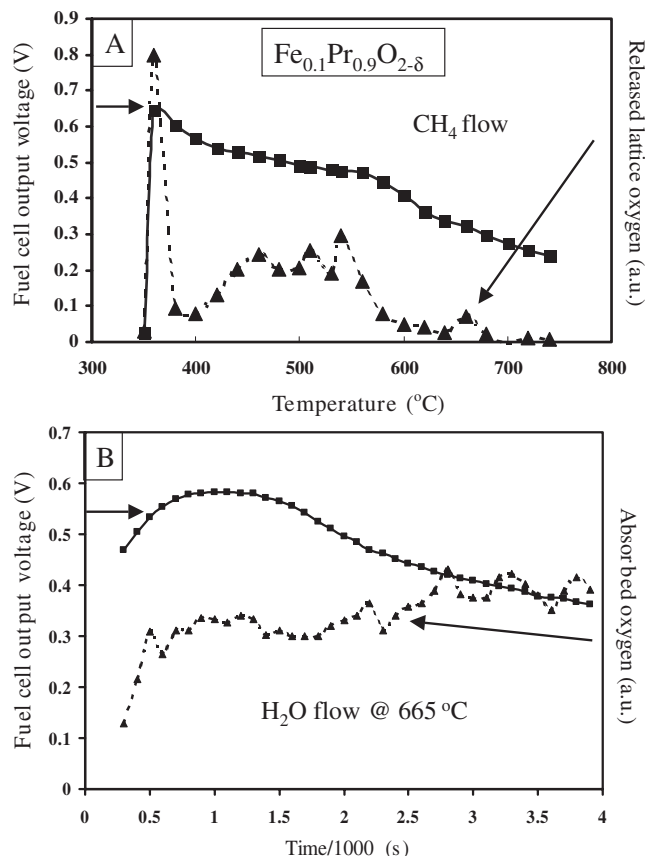 A
Fe0.1Pr0.9O2-δ
CH4 flow
Fuel cell output voltage (V)
Released lattice oxygen (a.u.)
0.9
0.8
0.7
0.6
0.5
0.4
0.3
0.2
0.1
0
300 400 500 600 700 800
Temperature (°C)
B
H2O flow @ 665 °C
Fuel cell output voltage (V)
Absorbed oxygen (a.u.)
0.7
0.6
0.5
0.4
0.3
0.2
0.1
0
0 0.5 1 1.5 2 2.5 3 3.5 4
Time/1000 (s)